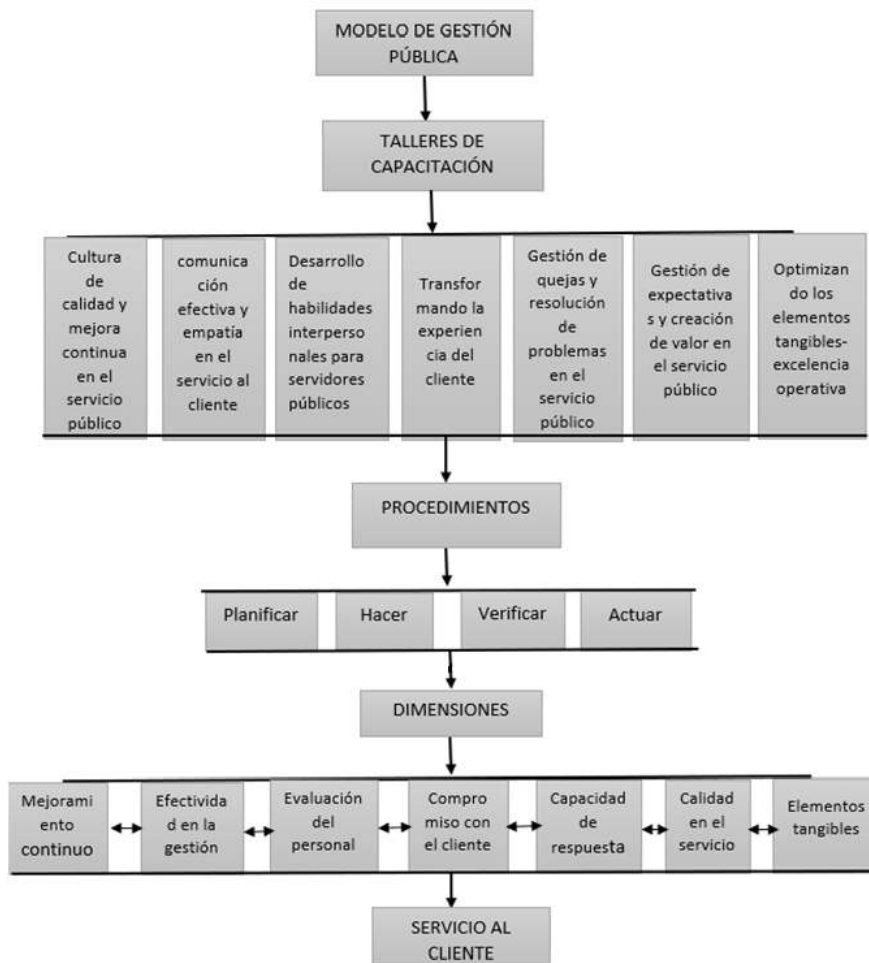 MODELO DE GESTIÓN
PÚBLICA
TALLERES DE
CAPACITACIÓN
Cultura
de
calidad y
mejora
continua
en el
servicio
público
comunica
ción
efectiva y
empatía
en el
servicio al
cliente
Desarrollo
de
habilidades
interperso
nales para
servidores
públicos
Transfor
mando la
experien
cia del
cliente
Gestión de
quejas y
resolución
de
problemas
en el
servicio
público
Gestión de
expectativa
s y creación
de valor en
el servicio
público
Optimizan
do los
elementos
tangibles-
excelencia
operativa
PROCEDIMIENTOS
Planificar
Hacer
Verificar
Actuar
DIMENSIONES
Mejorami
ento
continuo
Efectivida
d en la
gestión
Evaluación
del
personal
Compro
miso con
el cliente
Capacidad
de
respuesta
Calidad
en el
servicio
Elementos
tangibles
SERVICIO AL
CLIENTE